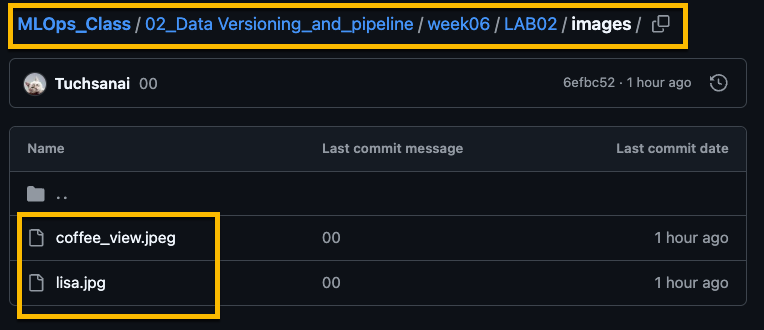 MLOps_Class / 02_Data Versioning_and_pipeline / week06 / LAB02 / images /
Tuchsanai 00 6efbc52 · 1 hour ago
Name Last commit message Last commit date
..
coffee_view.jpeg 00 1 hour ago
lisa.jpg 00 1 hour ago